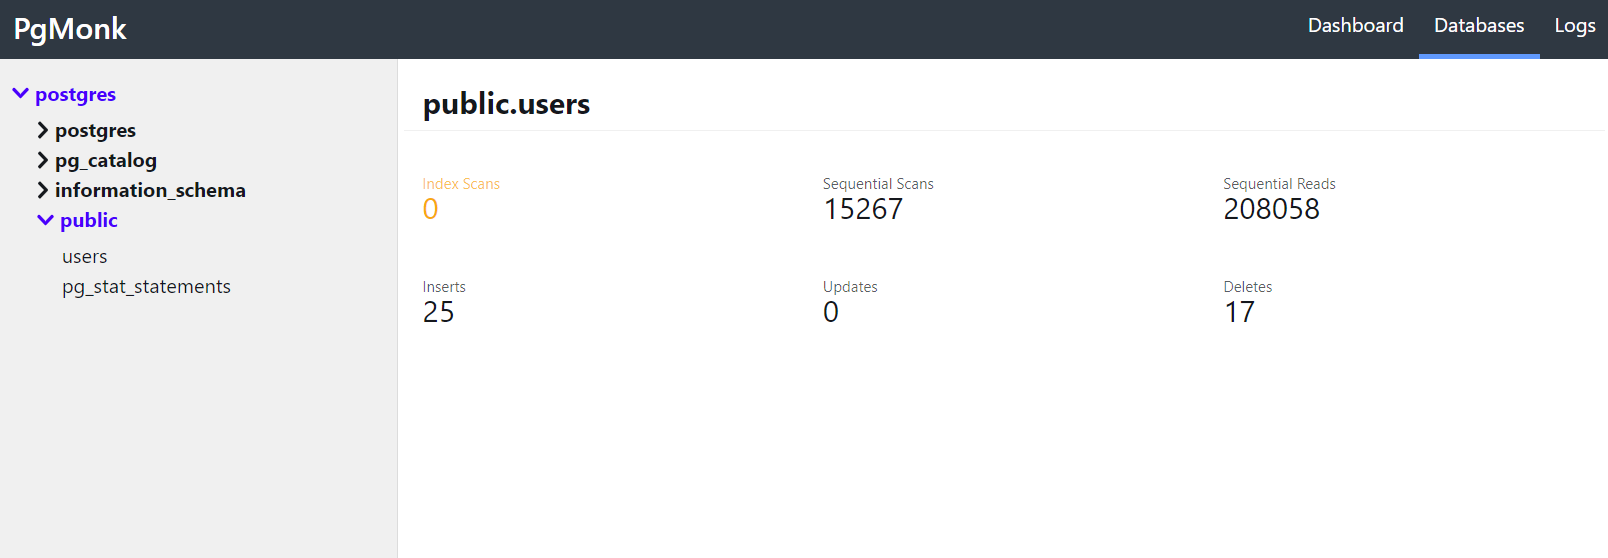 PgMonk
Dashboard Databases Logs
postgres
postgres
pg_catalog
information_schema
public
users
pg_stat_statements
public.users
Index Scans
0
Sequential Scans
15267
Sequential Reads
208058
Inserts
25
Updates
0
Deletes
17